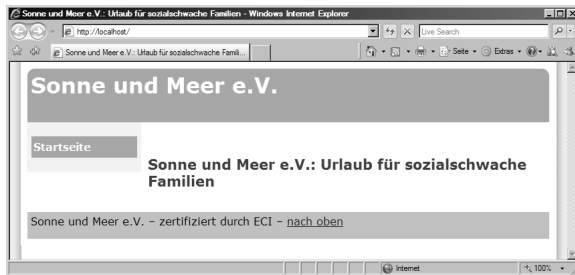 Sonne und Meer e.V.: Urlaub für sozialschwache Familien - Windows Internet Explorer
http://localhost/
Live Search
Sonne und Meer e.V.: Urlaub für sozialschwache Famili...
Seite
Extras
Sonne und Meer e.V.
Startseite
Sonne und Meer e.V.: Urlaub für sozialschwache
Familien
Sonne und Meer e.V. – zertifiziert durch ECI – nach oben
Internet
100%